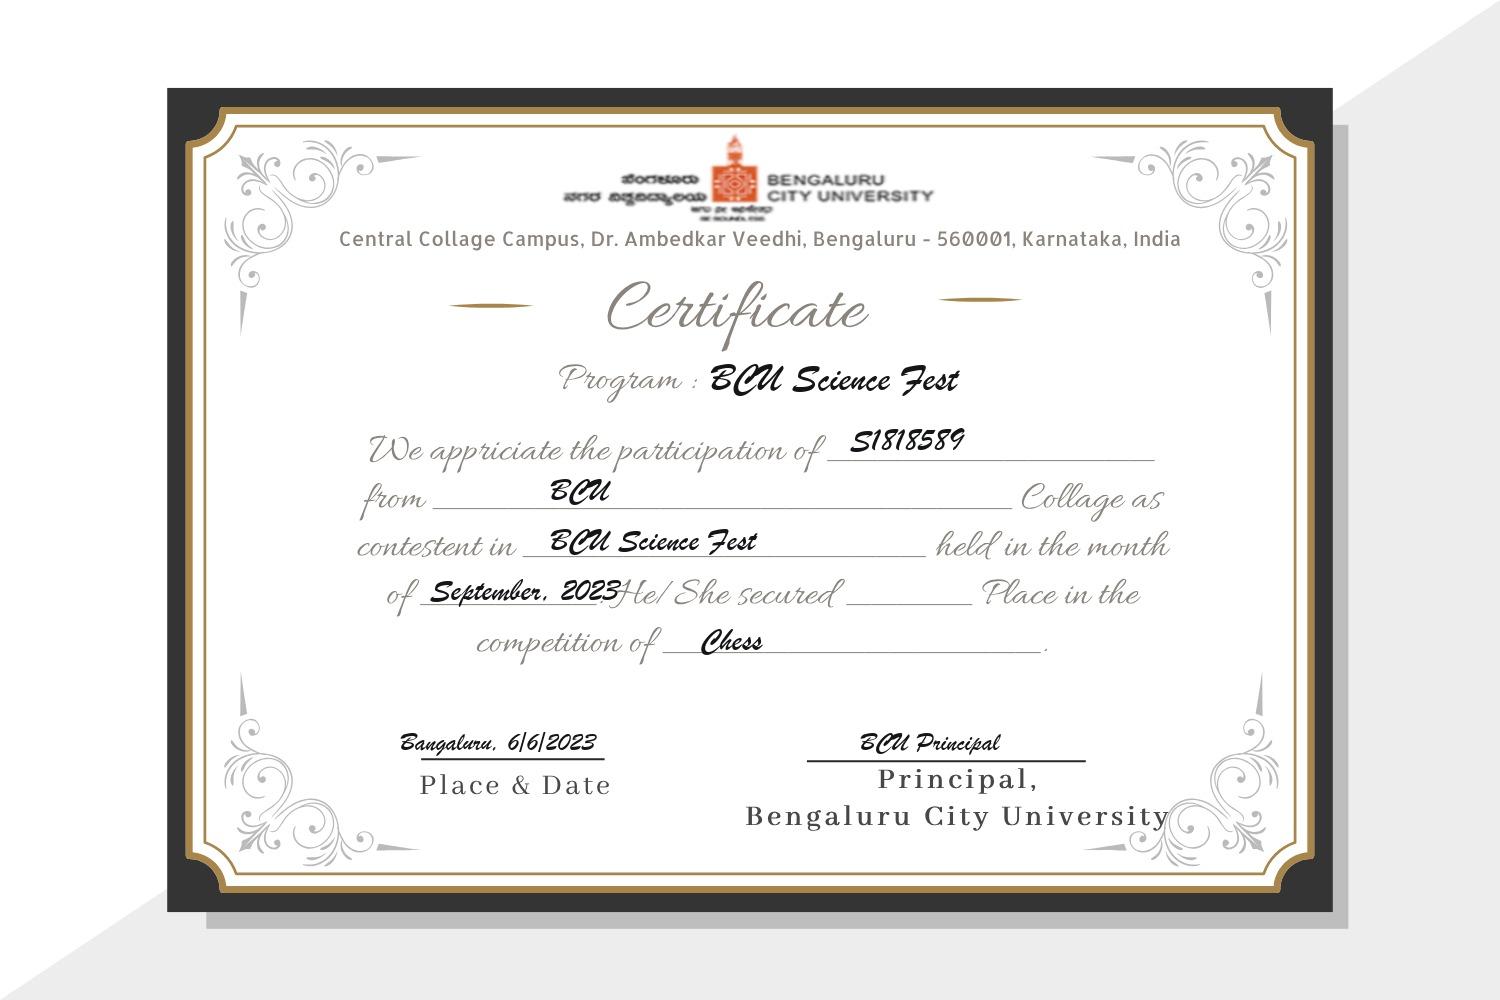 ಬೆಂಗಳೂರು
ನಗರ ವಿಶ್ವವಿದ್ಯಾಲಯ
BENGALURU
CITY UNIVERSITY
Central Collage Campus, Dr. Ambedkar Veedhi, Bengaluru - 560001, Karnataka, India
Certificate
Program : BCU Science Fest
We appriciate the participation of S1818589
from BCU Collage as
contestent in BCU Science Fest held in the month
of September, 2023. He/ She secured ________ Place in the
competition of Chess.
Bangaluru, 6/6/2023
Place & Date
BCU Principal
Principal,
Bengaluru City University